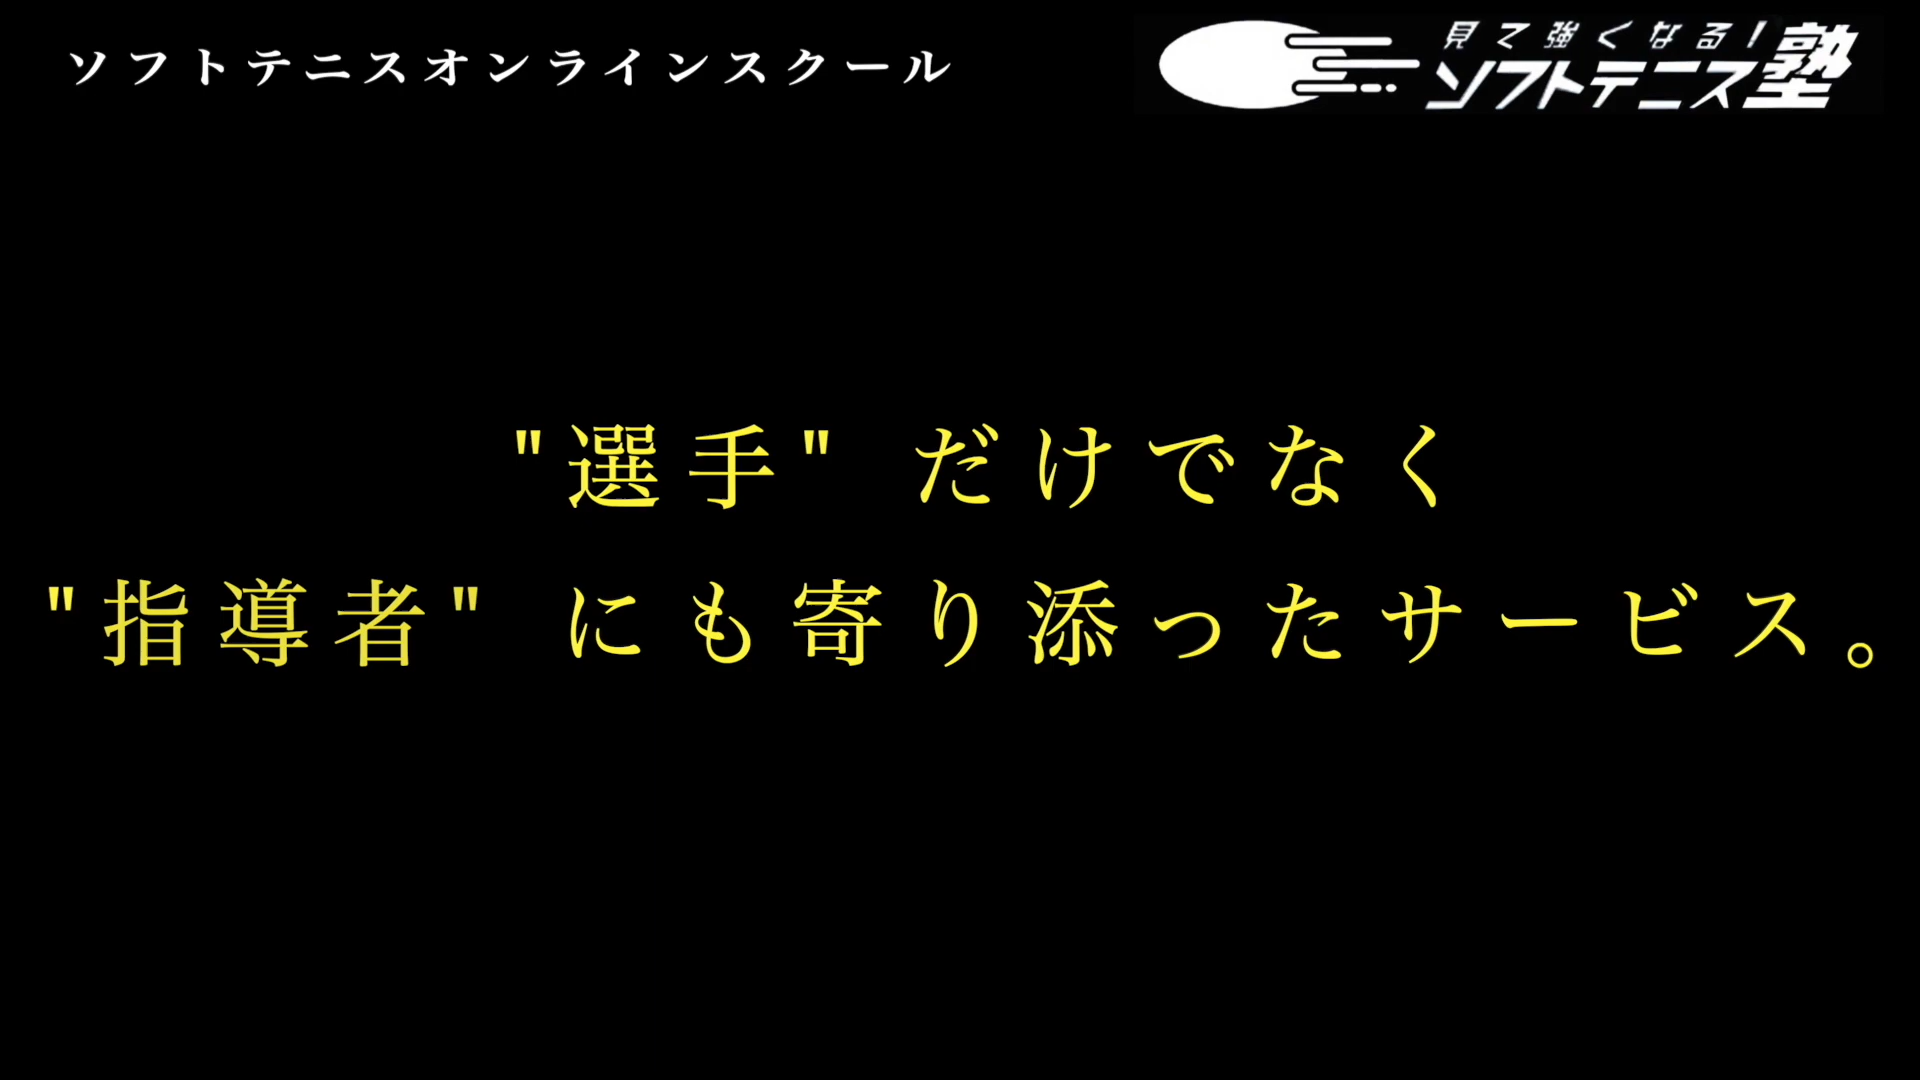 ソフトテニスオンラインスクール
見て強くなる!
ソフトテニス塾
"選手" だけでなく
"指導者" にも寄り添ったサービス。